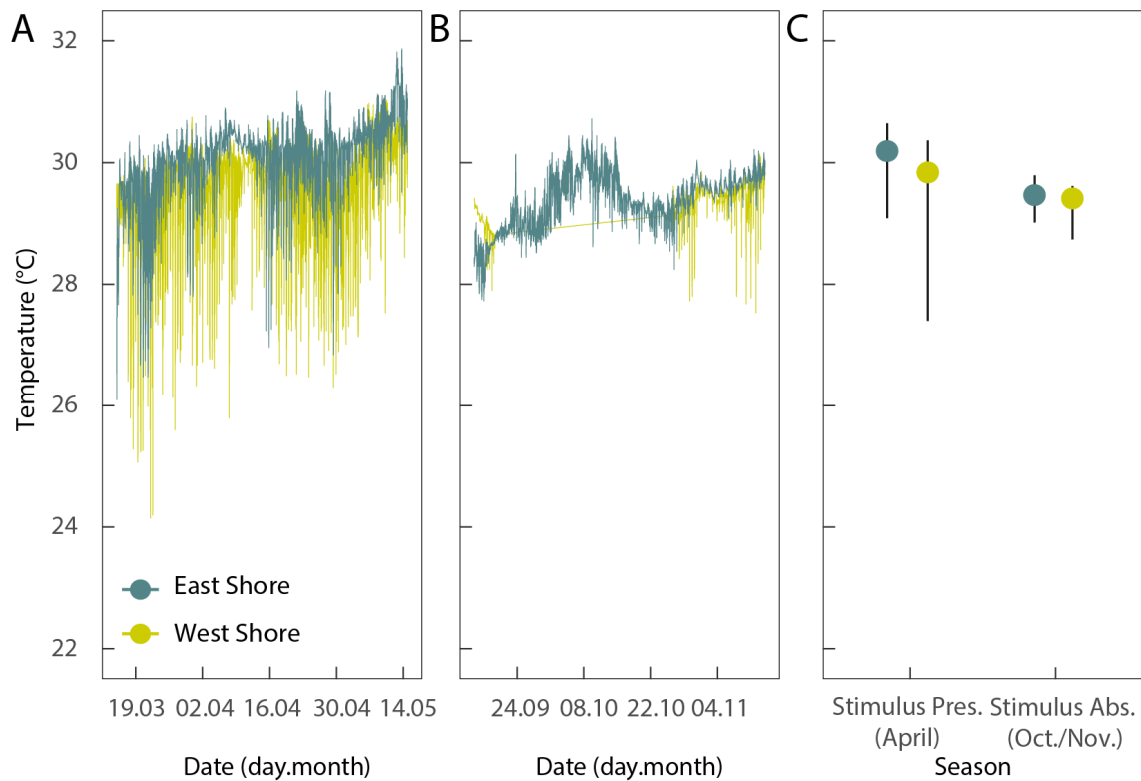 A
B
C
Temperature (°C)
32
30
28
26
24
22
East Shore
West Shore
19.03 02.04 16.04 30.04 14.05
24.09 08.10 22.10 04.11
Stimulus Pres.
(April)
Stimulus Abs.
(Oct./Nov.)
Date (day.month)
Date (day.month)
Season